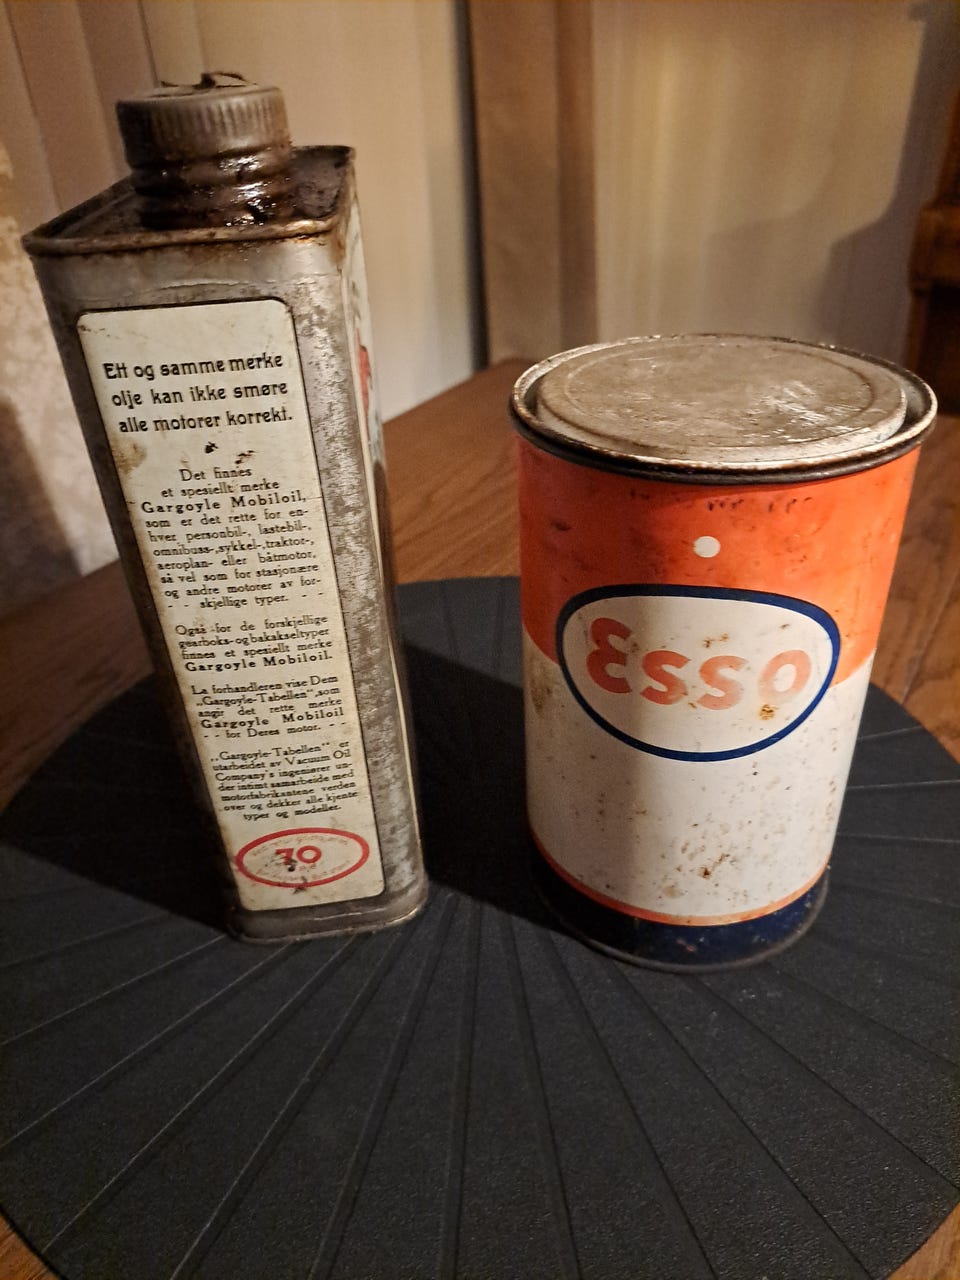 Ett og samme merke
olje kan ikke smøre
alle motorer korrekt.
Det finnes
et spesiellt merke
Gargoyle Mobiloil,
som er det rette for en-
hver personbil-, lastebil-,
omnibuss-, sykkel-, traktor-,
aeroplan- eller båtmotor,
så vel som for stasjonære
og andre motorer av for-
- - skjellige typer. - -
Også for de forskjellige
gearboks- og bakakseltyper
finnes et spesiellt merke
Gargoyle Mobiloil.
La forhandleren vise Dem
„Gargoyle-Tabellen”, som
angir det rette merke
Gargoyle Mobiloil
- - for Deres motor. - -
„Gargoyle-Tabellen” er
utarbeidet av Vacuum Oil
Company's ingeniører un-
der intimt samarbeide med
motorfabrikantene verden
over og dekker alle kjente
typer og modeller.
30
Esso